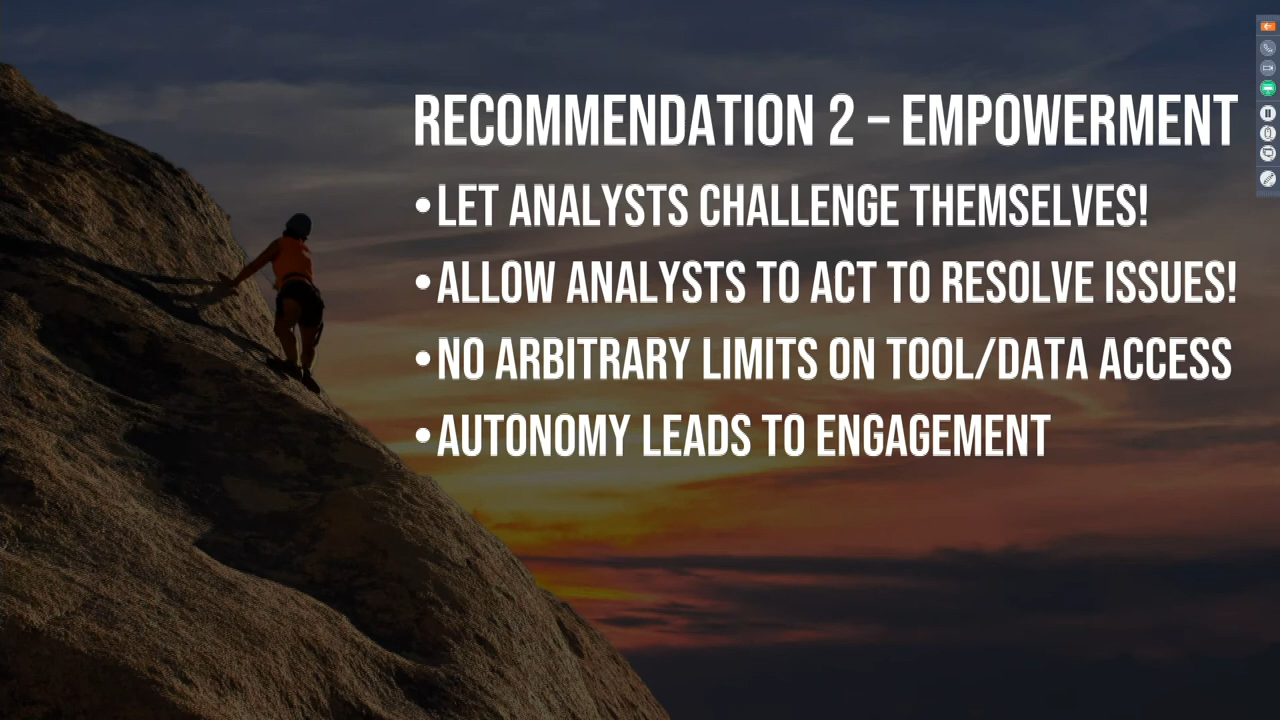 RECOMMENDATION 2 – EMPOWERMENT
•LET ANALYSTS CHALLENGE THEMSELVES!
•ALLOW ANALYSTS TO ACT TO RESOLVE ISSUES!
•NO ARBITRARY LIMITS ON TOOL/DATA ACCESS
•AUTONOMY LEADS TO ENGAGEMENT